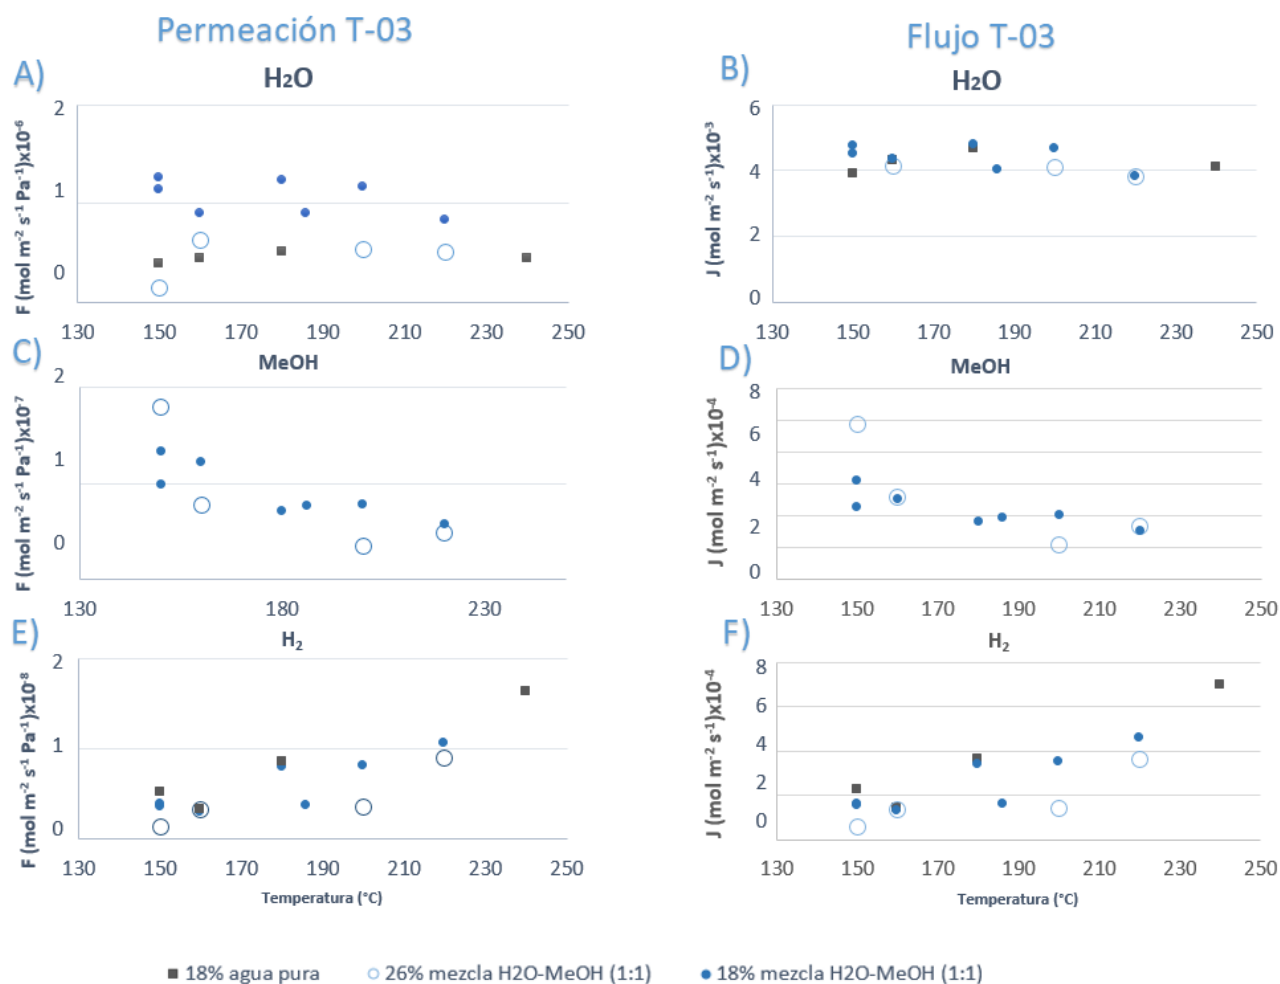 Permeación T-03
Flujo T-03
A)
H₂O
F (mol m⁻² s⁻¹ Pa⁻¹)x10⁻⁶
2
1
0
130 150 170 190 210 230 250
B)
H₂O
J (mol m⁻² s⁻¹)x10⁻³
6
4
2
0
130 150 170 190 210 230 250
C)
MeOH
F (mol m⁻² s⁻¹ Pa⁻¹)x10⁻⁷
2
1
0
130 180 230
D)
MeOH
J (mol m⁻² s⁻¹)x10⁻⁴
8
6
4
2
0
130 150 170 190 210 230 250
E)
H₂
F (mol m⁻² s⁻¹ Pa⁻¹)x10⁻⁸
2
1
0
130 150 170 190 210 230 250
Temperatura (°C)
F)
H₂
J (mol m⁻² s⁻¹)x10⁻⁴
8
6
4
2
0
130 150 170 190 210 230 250
Temperatura (°C)
18% agua pura
26% mezcla H2O-MeOH (1:1)
18% mezcla H2O-MeOH (1:1)